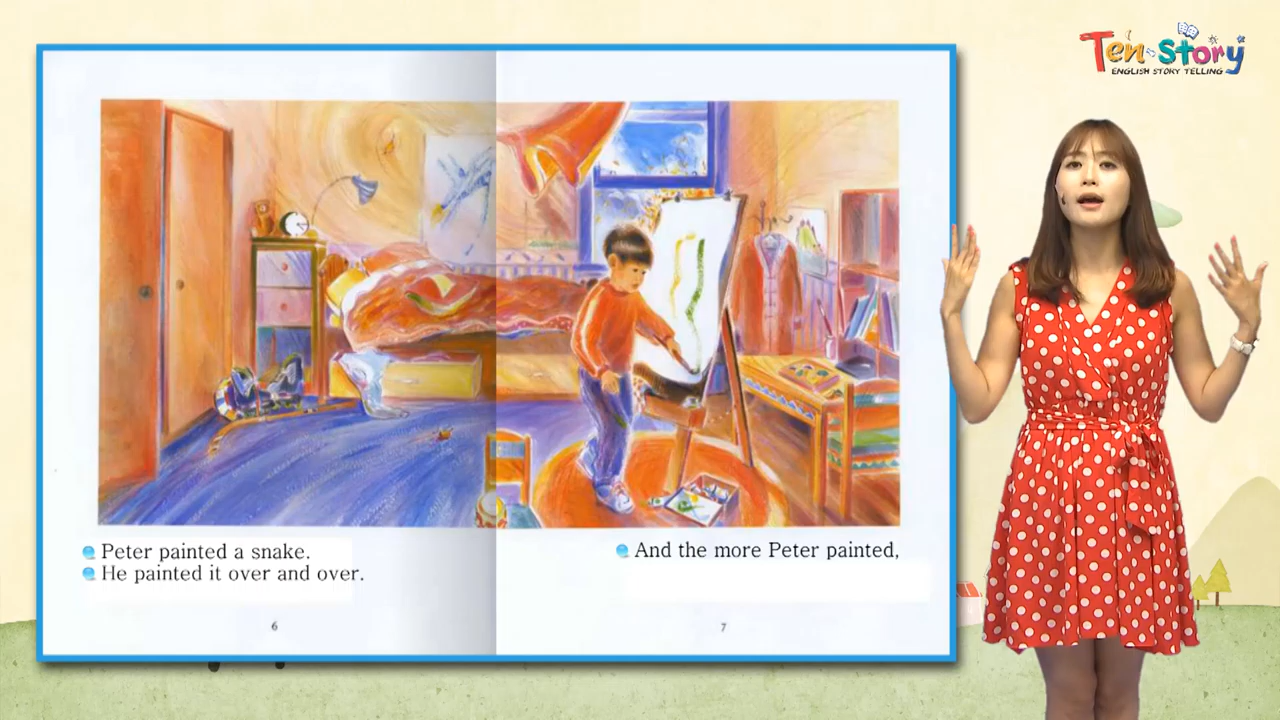 Ten Story
ENGLISH STORY TELLING
Peter painted a snake.
He painted it over and over.
And the more Peter painted,
6
7